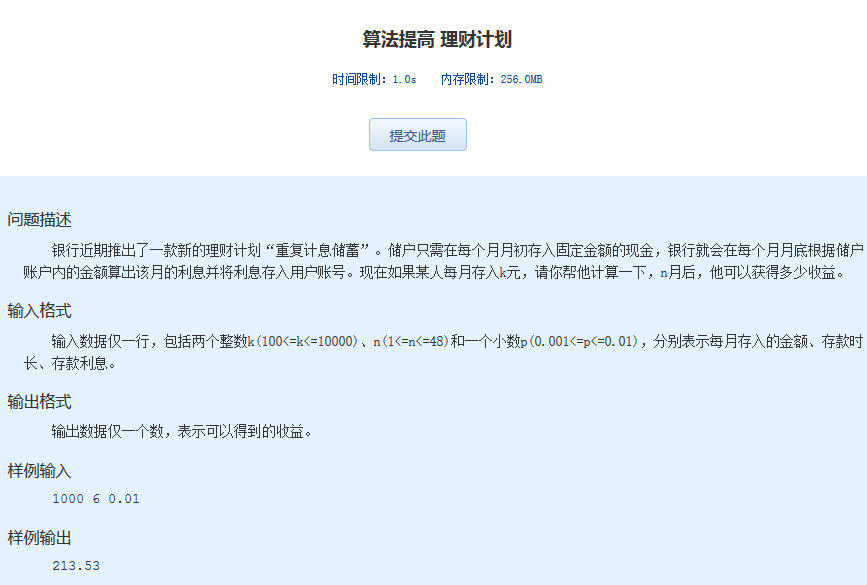 算法提高 理财计划
时间限制：1.0s 内存限制：256.0MB
提交此题
问题描述
银行近期推出了一款新的理财计划“重复计息储蓄”。储户只需在每个月月初存入固定金额的现金，银行就会在每个月月底根据储户
账户内的金额算出该月的利息并将利息存入用户账号。现在如果某人每月存入k元，请你帮他计算一下，n月后，他可以获得多少收益。
输入格式
输入数据仅一行，包括两个整数k(100<=k<=10000)、n(1<=n<=48)和一个小数p(0.001<=p<=0.01)，分别表示每月存入的金额、存款时
长、存款利息。
输出格式
输出数据仅一个数，表示可以得到的收益。
样例输入
1000 6 0.01
样例输出
213.53